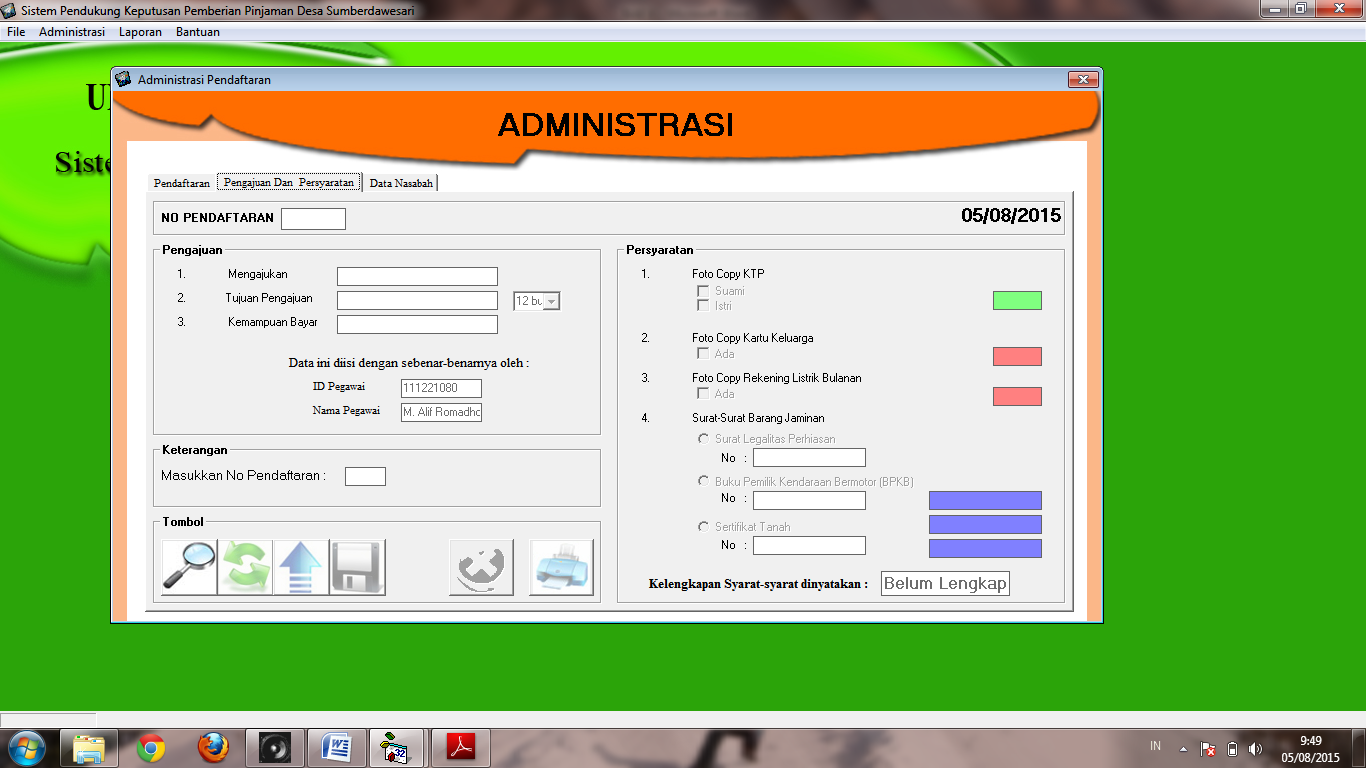 Sistem Pendukung Keputusan Pemberian Pinjaman Desa Sumberdawesari
File Administrasi Laporan Bantuan
Administrasi Pendaftaran
ADMINISTRASI
Pendaftaran Pengajuan Dan Persyaratan Data Nasabah
NO PENDAFTARAN
05/08/2015
Pengajuan
1. Mengajukan
2. Tujuan Pengajuan 12 bu
3. Kemampuan Bayar
Data ini diisi dengan sebenar-benarnya oleh :
ID Pegawai 111221080
Nama Pegawai M. Alif Romadho
Keterangan
Masukkan No Pendaftaran :
Tombol
Persyaratan
1. Foto Copy KTP
Suami
Istri
2. Foto Copy Kartu Keluarga
Ada
3. Foto Copy Rekening Listrik Bulanan
Ada
4. Surat-Surat Barang Jaminan
Surat Legalitas Perhiasan
No :
Buku Pemilik Kendaraan Bermotor (BPKB)
No :
Sertifikat Tanah
No :
Kelengkapan Syarat-syarat dinyatakan : Belum Lengkap
Siste
32
IN
9:49
05/08/2015